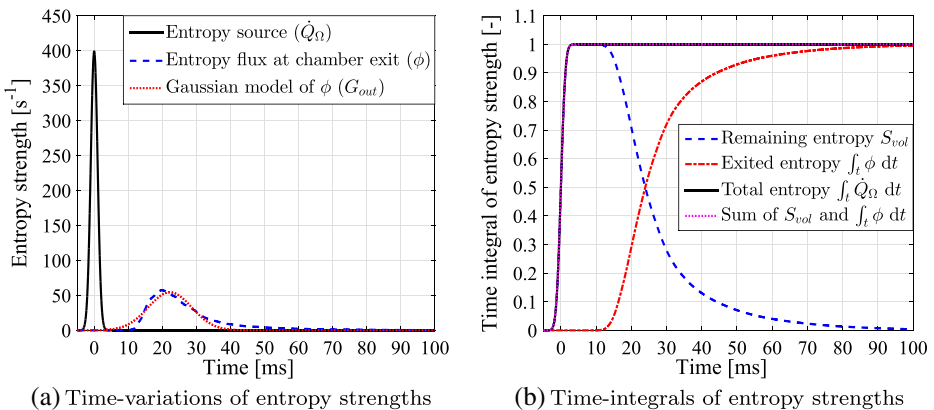 Entropy strength [s⁻¹]
450
400
350
300
250
200
150
100
50
0
Entropy source (Q̇_Ω)
Entropy flux at chamber exit (ϕ)
Gaussian model of ϕ (G_out)
0 10 20 30 40 50 60 70 80 90 100
Time [ms]
(a) Time-variations of entropy strengths
Time integral of entropy strength [-]
1.1
1
0.9
0.8
0.7
0.6
0.5
0.4
0.3
0.2
0.1
0
Remaining entropy S_vol
Exited entropy ∫_t ϕ dt
Total entropy ∫_t Q̇_Ω dt
Sum of S_vol and ∫_t ϕ dt
0 10 20 30 40 50 60 70 80 90 100
Time [ms]
(b) Time-integrals of entropy strengths